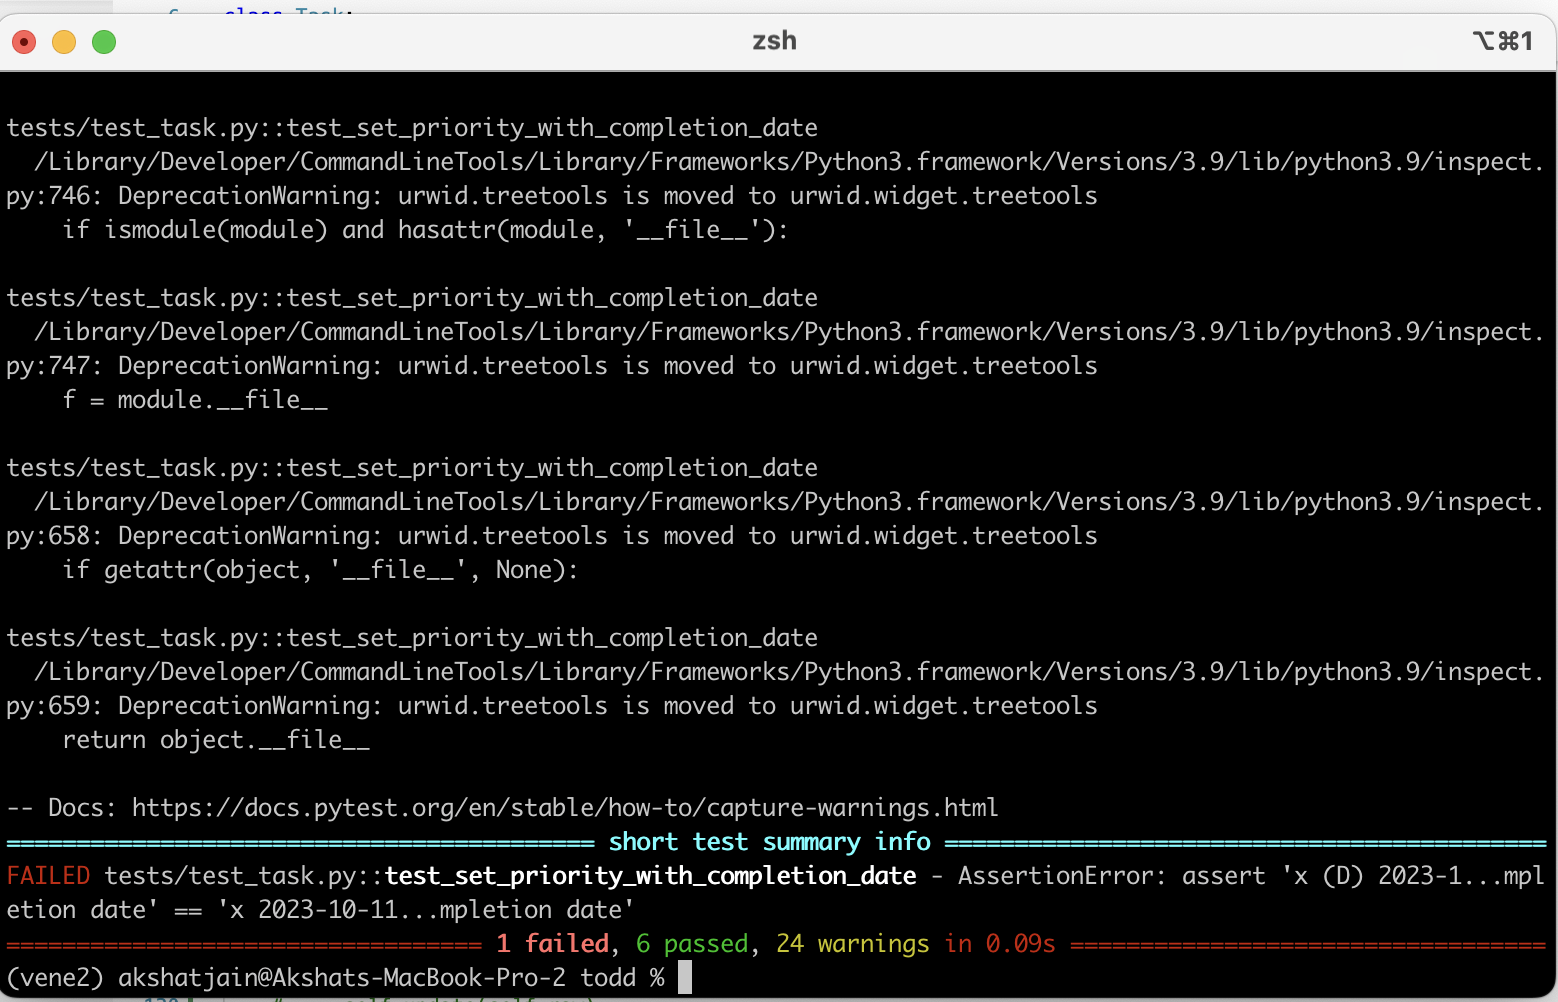 class Task:
zsh
⌥⌘1
tests/test_task.py::test_set_priority_with_completion_date
  /Library/Developer/CommandLineTools/Library/Frameworks/Python3.framework/Versions/3.9/lib/python3.9/inspect.
py:746: DeprecationWarning: urwid.treetools is moved to urwid.widget.treetools
    if ismodule(module) and hasattr(module, '__file__'):
tests/test_task.py::test_set_priority_with_completion_date
  /Library/Developer/CommandLineTools/Library/Frameworks/Python3.framework/Versions/3.9/lib/python3.9/inspect.
py:747: DeprecationWarning: urwid.treetools is moved to urwid.widget.treetools
    f = module.__file__
tests/test_task.py::test_set_priority_with_completion_date
  /Library/Developer/CommandLineTools/Library/Frameworks/Python3.framework/Versions/3.9/lib/python3.9/inspect.
py:658: DeprecationWarning: urwid.treetools is moved to urwid.widget.treetools
    if getattr(object, '__file__', None):
tests/test_task.py::test_set_priority_with_completion_date
  /Library/Developer/CommandLineTools/Library/Frameworks/Python3.framework/Versions/3.9/lib/python3.9/inspect.
py:659: DeprecationWarning: urwid.treetools is moved to urwid.widget.treetools
    return object.__file__
-- Docs: https://docs.pytest.org/en/stable/how-to/capture-warnings.html
========================================== short test summary info ===========================================
FAILED tests/test_task.py::test_set_priority_with_completion_date - AssertionError: assert 'x (D) 2023-1...mpl
etion date' == 'x 2023-10-11...mpletion date'
================================== 1 failed, 6 passed, 24 warnings in 0.09s ==================================
(vene2) akshatjain@Akshats-MacBook-Pro-2 todd %